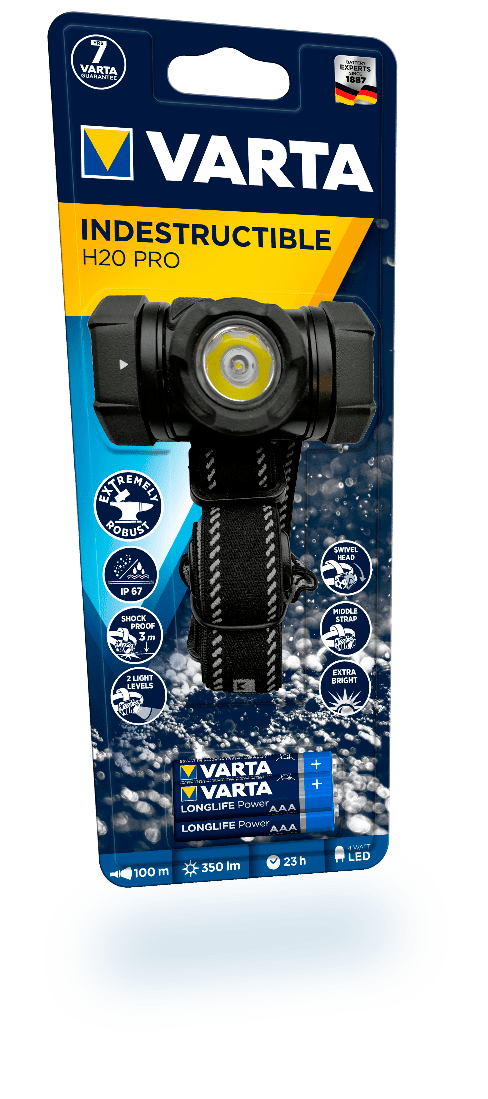 7
VARTA
GUARANTEE
BATTERY
EXPERTS
SINCE
1887
VARTA
INDESTRUCTIBLE
H20 PRO
EXTREMELY
ROBUST
IP 67
SHOCK
PROOF
3 m
2 LIGHT
LEVELS
SWIVEL
HEAD
MIDDLE
STRAP
EXTRA
BRIGHT
VARTA
VARTA
LONGLIFE Power AAA
LONGLIFE Power AAA
100 m
350 lm
23 h
4 WATT
LED